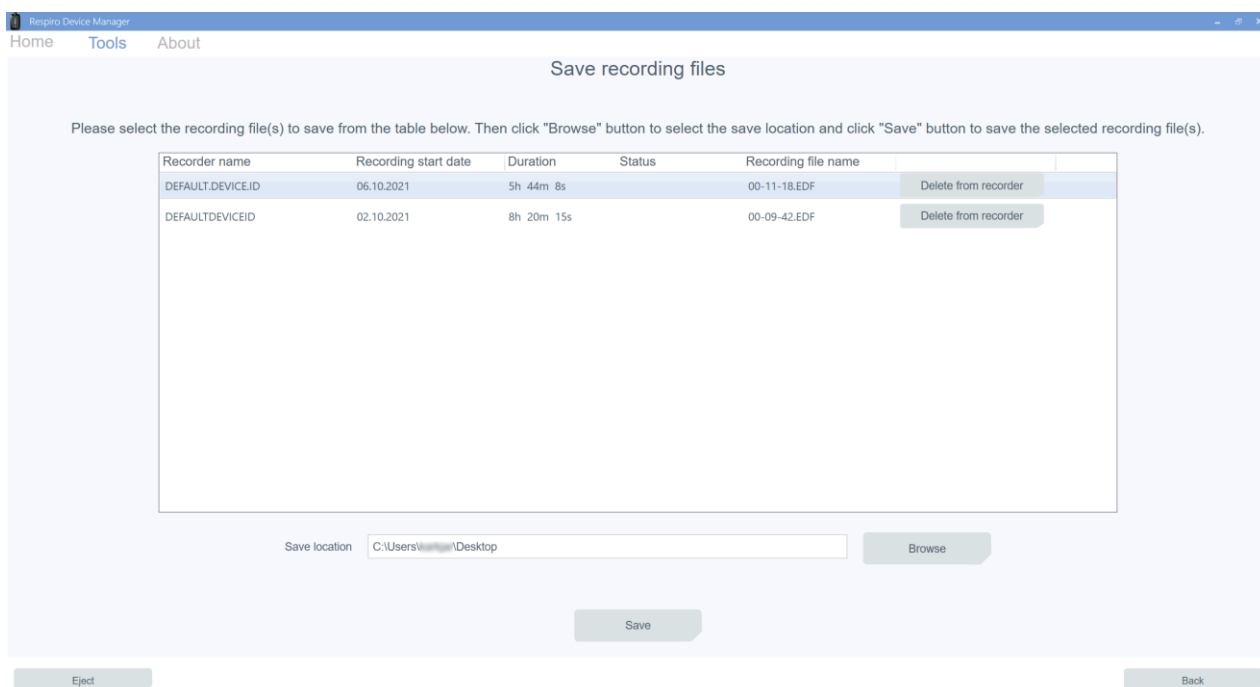 Respiro Device Manager
Home Tools About
Save recording files
Please select the recording file(s) to save from the table below. Then click "Browse" button to select the save location and click "Save" button to save the selected recording file(s).
Recorder name Recording start date Duration Status Recording file name
DEFAULT.DEVICE.ID 06.10.2021 5h 44m 8s 00-11-18.EDF Delete from recorder
DEFAULTDEVICEID 02.10.2021 8h 20m 15s 00-09-42.EDF Delete from recorder
Save location C:\Users\ \Desktop Browse
Save
Eject Back